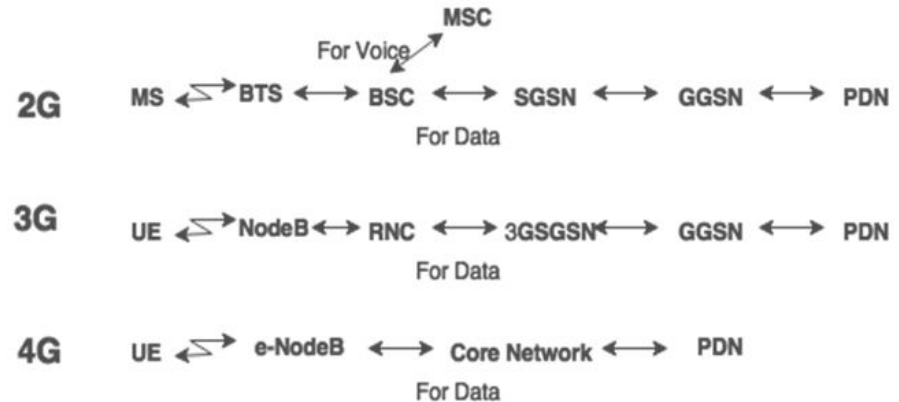 MSC
For Voice
2G MS BTS BSC SGSN GGSN PDN
For Data
3G UE NodeB RNC 3GSGSN GGSN PDN
For Data
4G UE e-NodeB Core Network PDN
For Data